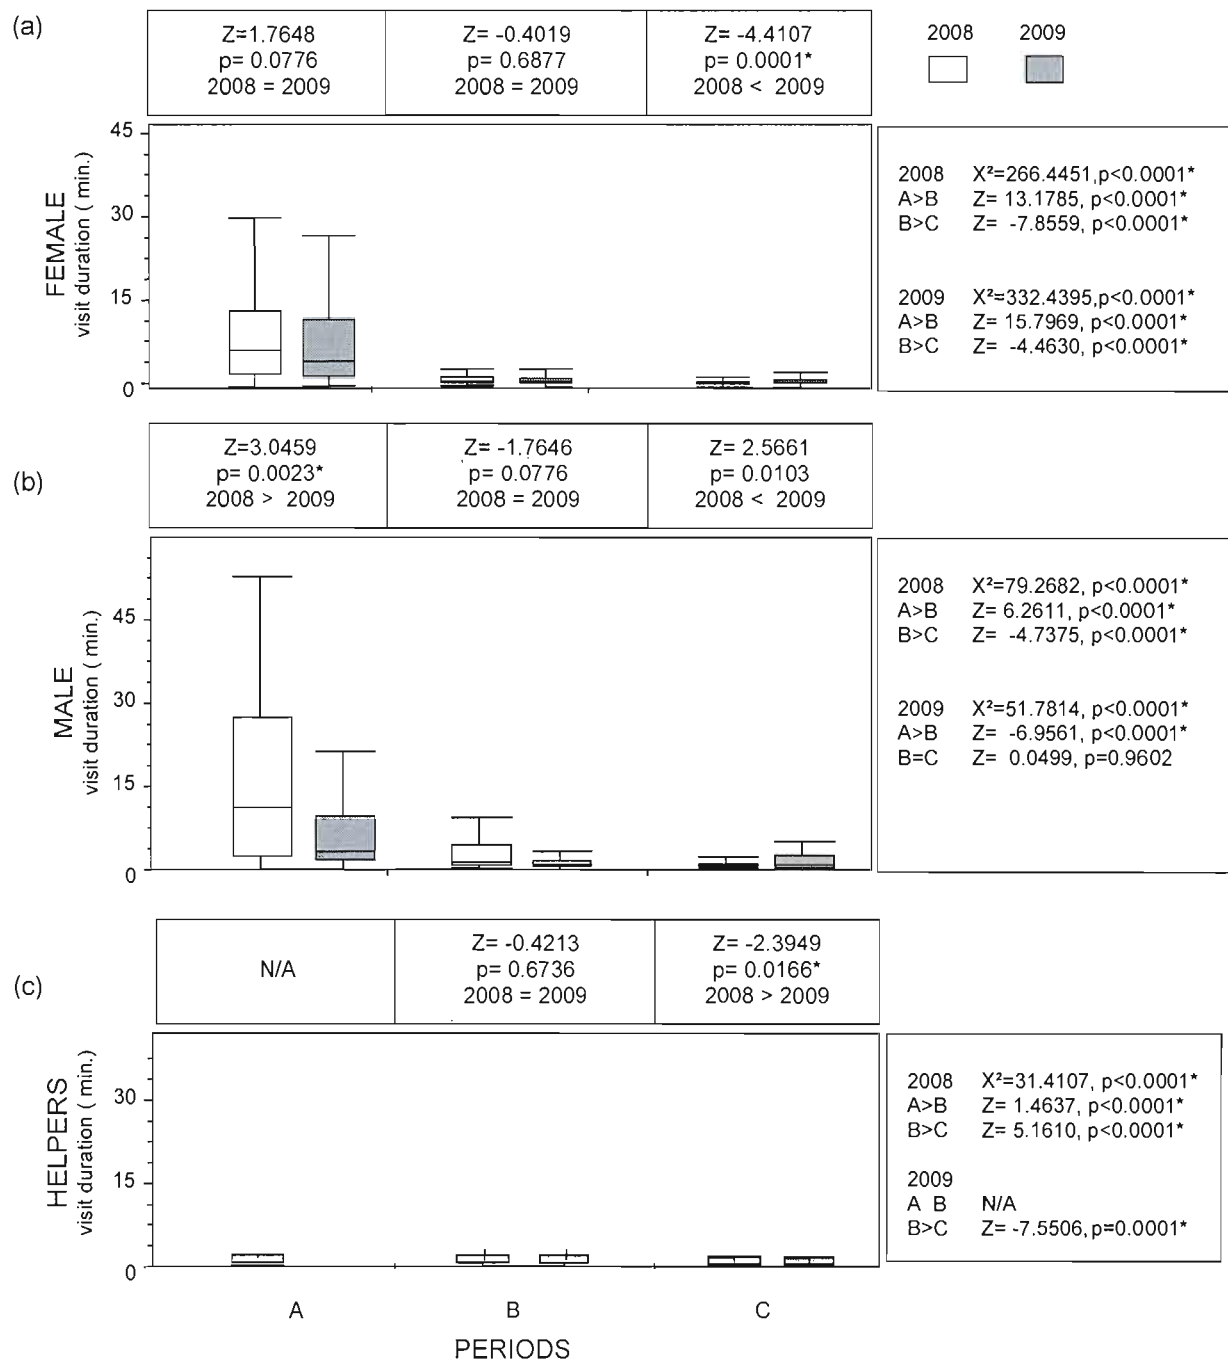 (a)
Z=1.7648
p= 0.0776
2008 = 2009
Z= -0.4019
p= 0.6877
2008 = 2009
Z= -4.4107
p= 0.0001*
2008 < 2009
2008 2009
FEMALE
visit duration ( min.)
45
30
15
0
2008 X²=266.4451,p<0.0001*
A>B Z= 13.1785, p<0.0001*
B>C Z= -7.8559, p<0.0001*
2009 X²=332.4395,p<0.0001*
A>B Z= 15.7969, p<0.0001*
B>C Z= -4.4630, p<0.0001*
(b)
Z=3.0459
p= 0.0023*
2008 > 2009
Z= -1.7646
p= 0.0776
2008 = 2009
Z= 2.5661
p= 0.0103
2008 < 2009
MALE
visit duration ( min.)
45
30
15
0
2008 X²=79.2682, p<0.0001*
A>B Z= 6.2611, p<0.0001*
B>C Z= -4.7375, p<0.0001*
2009 X²=51.7814, p<0.0001*
A>B Z= -6.9561, p<0.0001*
B=C Z= 0.0499, p=0.9602
(c)
N/A
Z= -0.4213
p= 0.6736
2008 = 2009
Z= -2.3949
p= 0.0166*
2008 > 2009
HELPERS
visit duration ( min.)
30
15
0
2008 X²=31.4107, p<0.0001*
A>B Z= 1.4637, p<0.0001*
B>C Z= 5.1610, p<0.0001*
2009
A B N/A
B>C Z= -7.5506, p=0.0001*
A B C
PERIODS